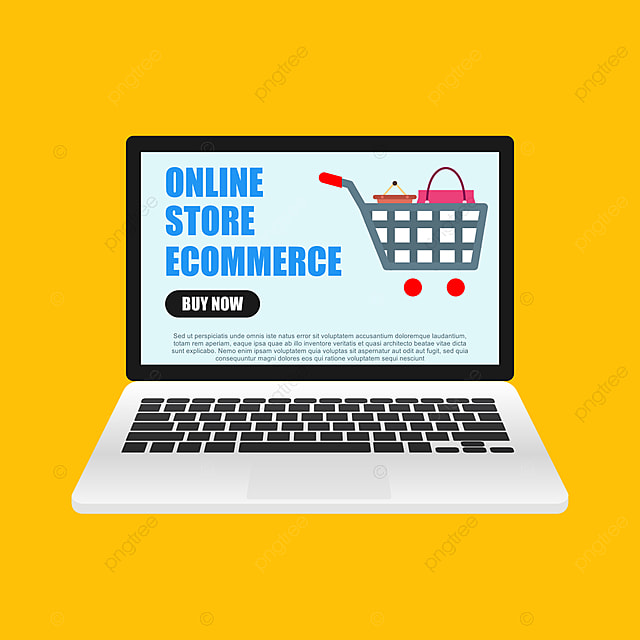 ONLINE
STORE
ECOMMERCE
BUY NOW
Sed ut perspiciatis unde omnis iste natus error sit voluptatem accusantium doloremque laudantium,
totam rem aperiam, eaque ipsa quae ab illo inventore veritatis et quasi architecto beatae vitae dicta
sunt explicabo. Nemo enim ipsam voluptatem quia voluptas sit aspernatur aut odit aut fugit, sed quia
consequuntur magni dolores eos qui ratione voluptatem sequi nesciunt
pngtree